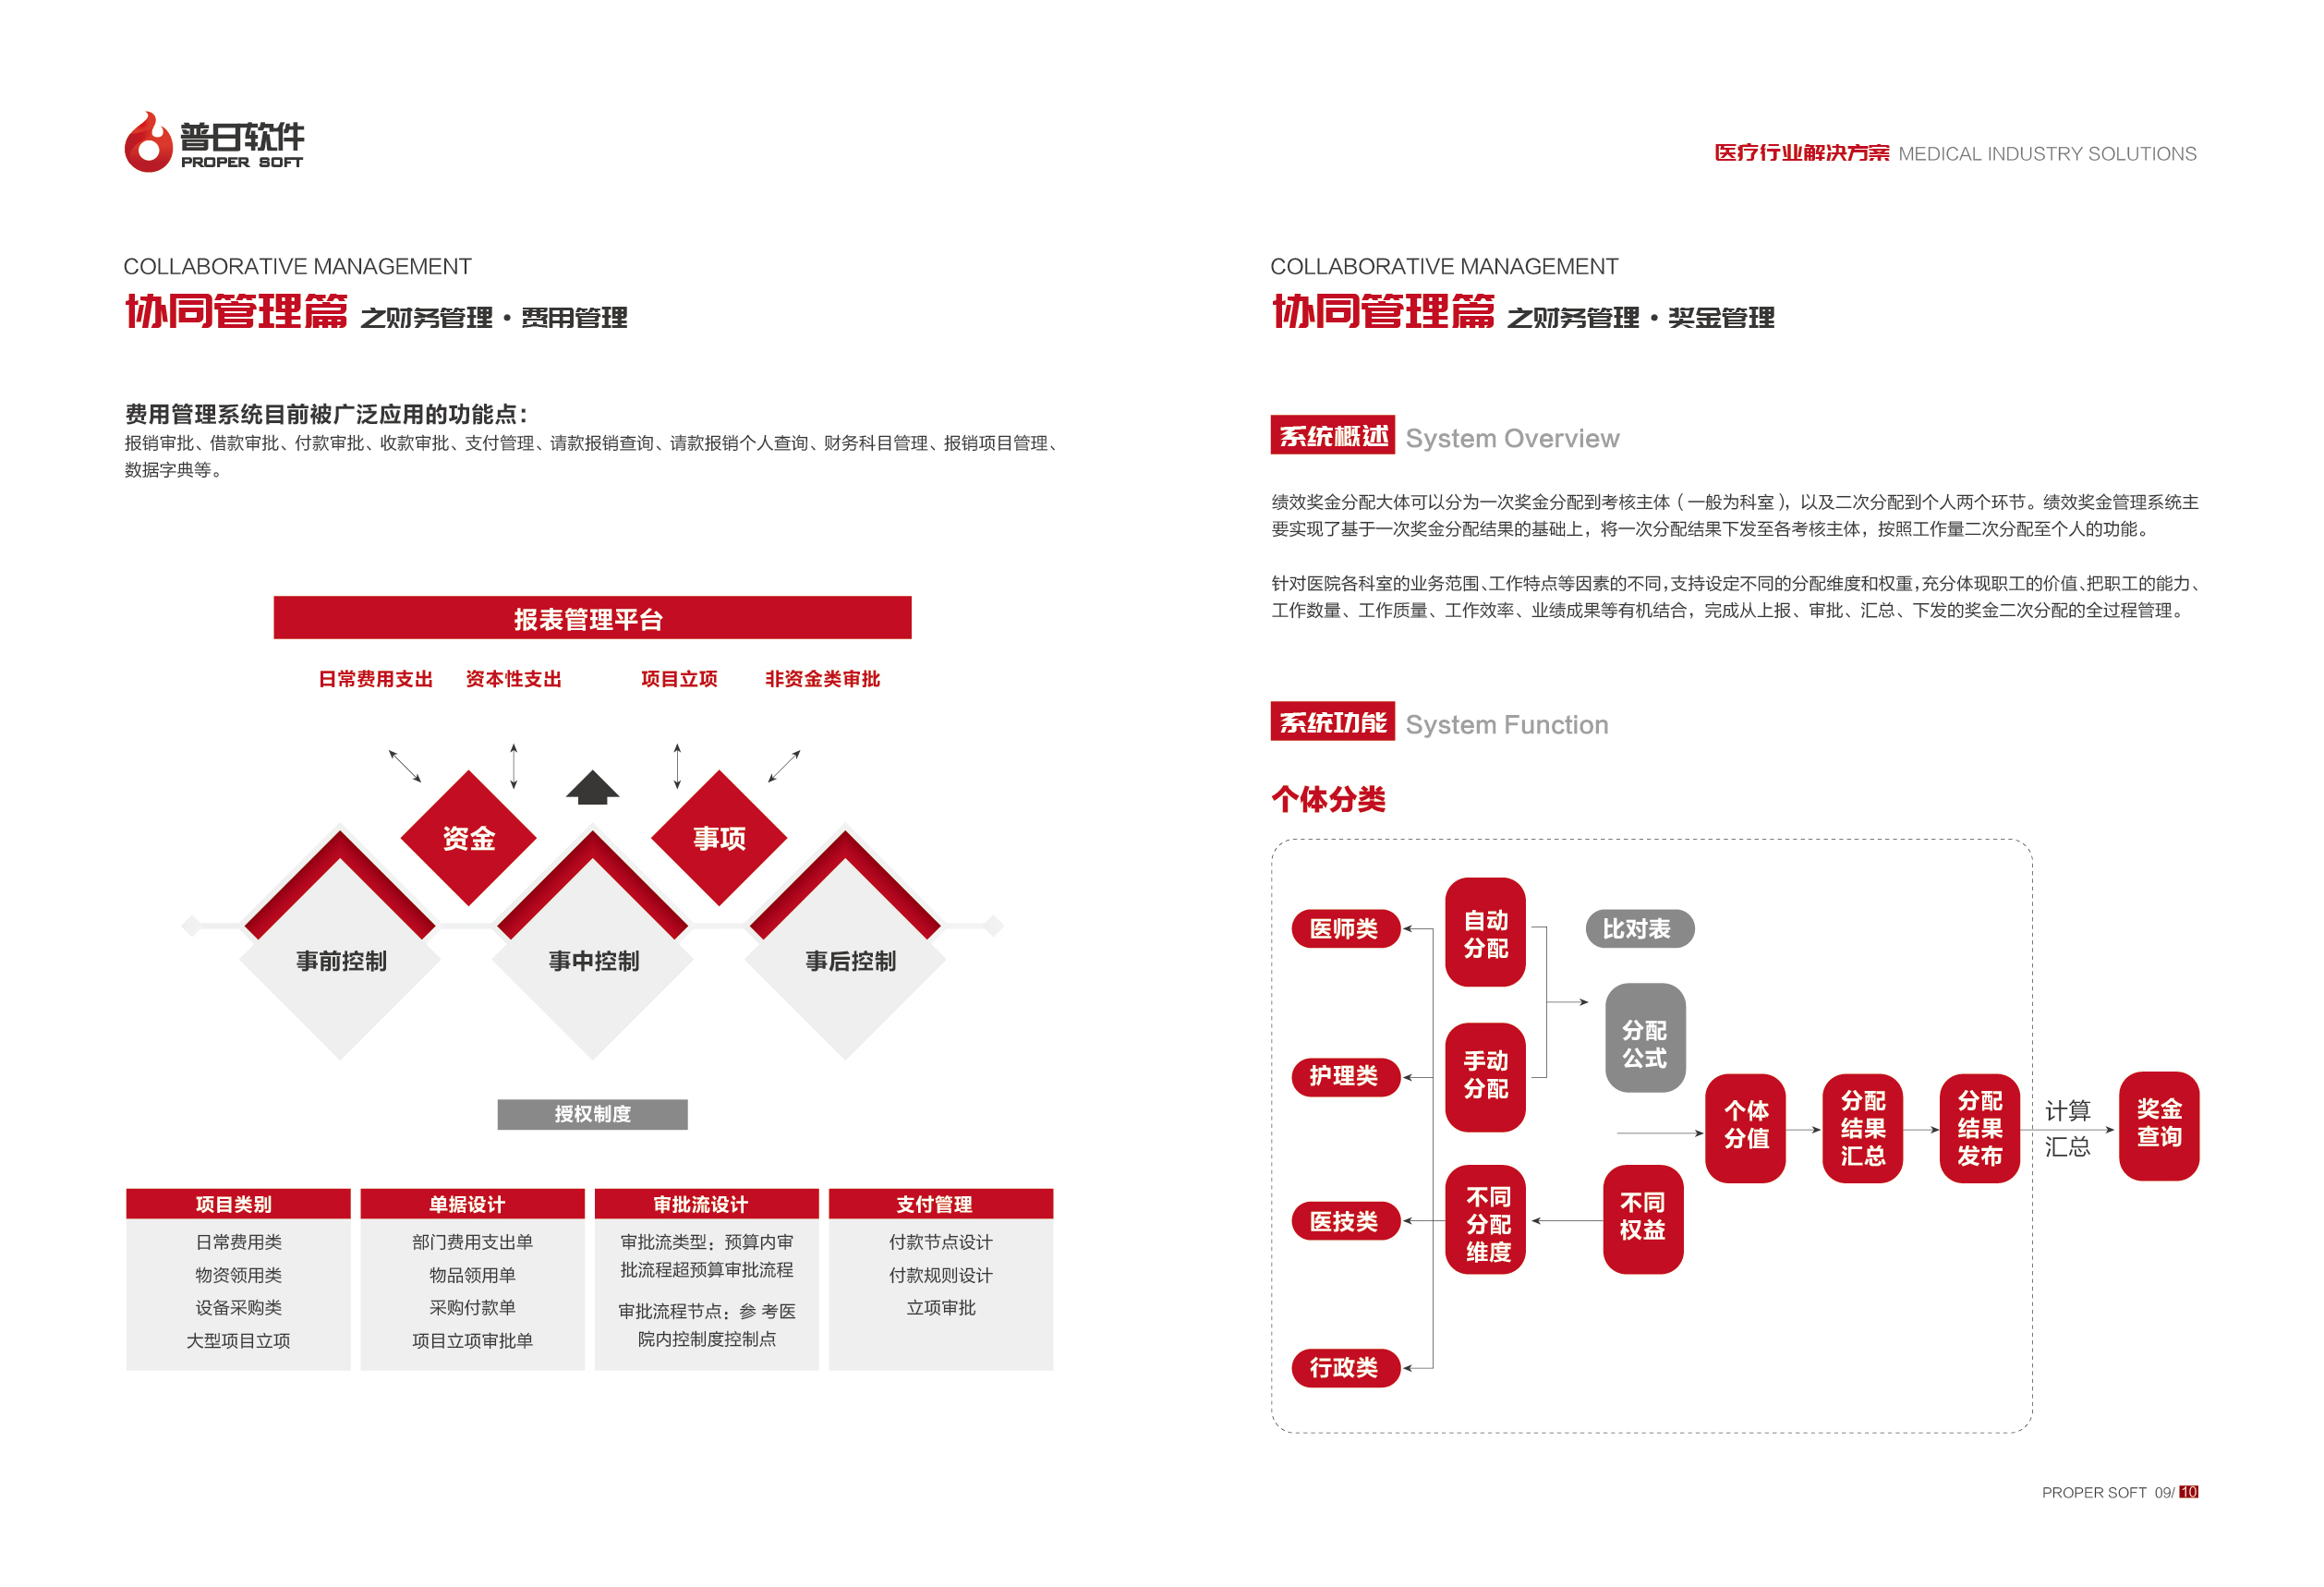 普日软件
PROPER SOFT
医疗行业解决方案 MEDICAL INDUSTRY SOLUTIONS
COLLABORATIVE MANAGEMENT
协同管理篇 之财务管理·费用管理
费用管理系统目前被广泛应用的功能点：
报销审批、借款审批、付款审批、收款审批、支付管理、请款报销查询、请款报销个人查询、财务科目管理、报销项目管理、
数据字典等。
报表管理平台
日常费用支出 资本性支出 项目立项 非资金类审批
资金 事项
事前控制 事中控制 事后控制
授权制度
项目类别
日常费用类
物资领用类
设备采购类
大型项目立项
单据设计
部门费用支出单
物品领用单
采购付款单
项目立项审批单
审批流设计
审批流类型：预算内审
批流程超预算审批流程
审批流程节点：参 考医
院内控制度控制点
支付管理
付款节点设计
付款规则设计
立项审批
COLLABORATIVE MANAGEMENT
协同管理篇 之财务管理·奖金管理
系统概述 System Overview
绩效奖金分配大体可以分为一次奖金分配到考核主体（一般为科室），以及二次分配到个人两个环节。绩效奖金管理系统主
要实现了基于一次奖金分配结果的基础上，将一次分配结果下发至各考核主体，按照工作量二次分配至个人的功能。
针对医院各科室的业务范围、工作特点等因素的不同，支持设定不同的分配维度和权重，充分体现职工的价值、把职工的能力、
工作数量、工作质量、工作效率、业绩成果等有机结合，完成从上报、审批、汇总、下发的奖金二次分配的全过程管理。
系统功能 System Function
个体分类
医师类
护理类
医技类
行政类
自动
分配
手动
分配
不同
分配
维度
比对表
分配
公式
不同
权益
个体
分值
分配
结果
汇总
分配
结果
发布
计算
汇总
奖金
查询
PROPER SOFT 09/ 10